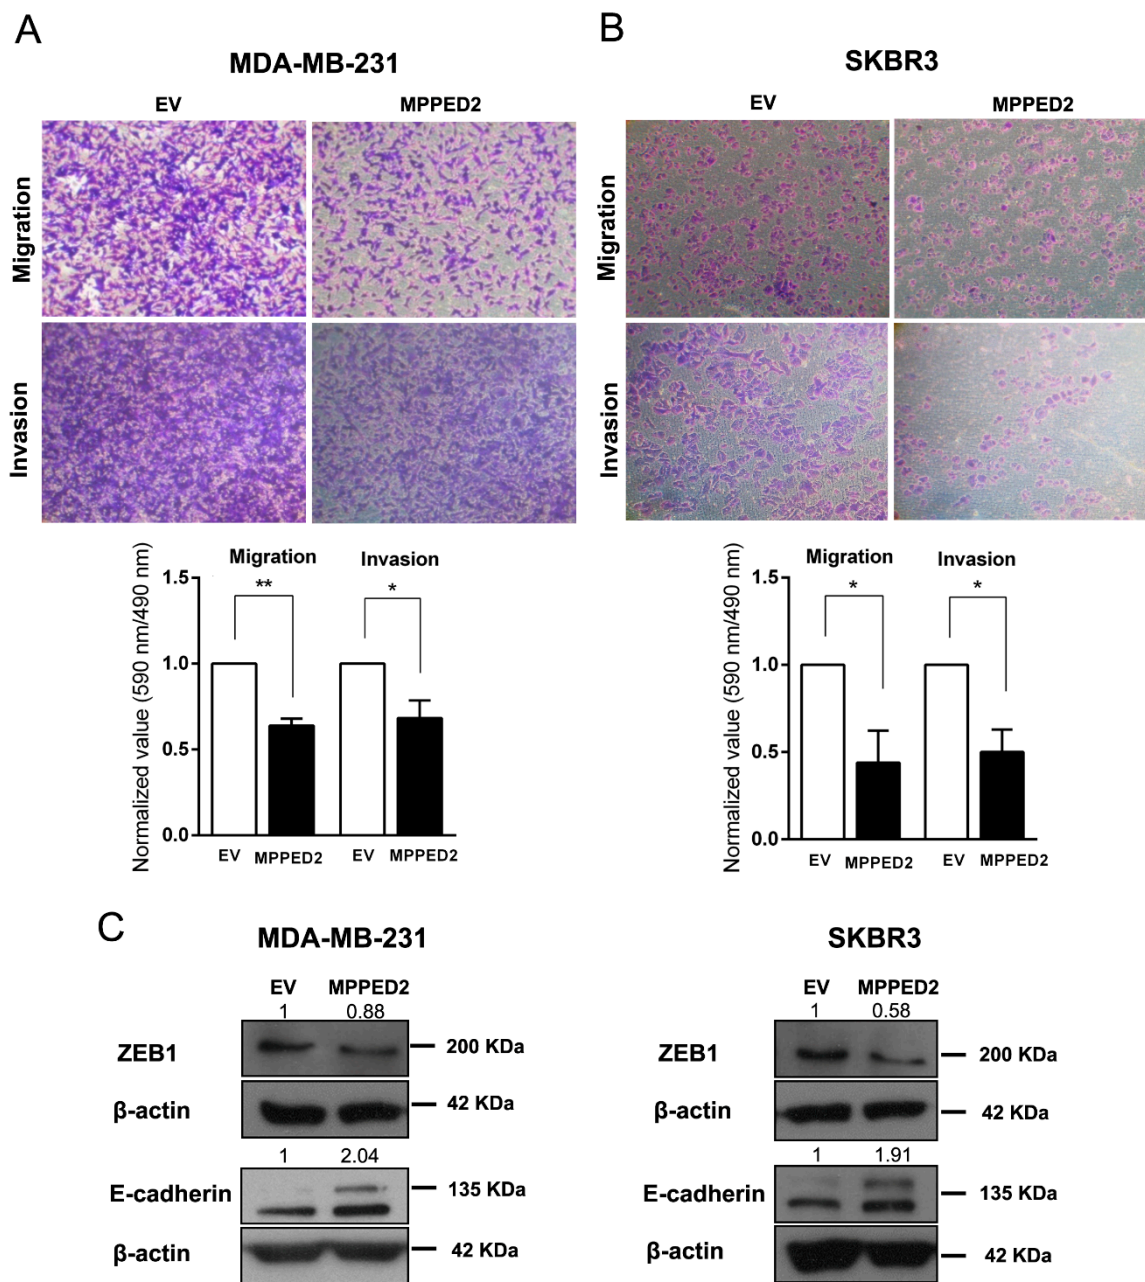 A
MDA-MB-231
EV MPPED2
Migration
Invasion
Normalized value (590 nm/490 nm)
Migration Invasion
1.5
1.0
0.5
0.0
** *
EV MPPED2 EV MPPED2
B
SKBR3
EV MPPED2
Migration
Invasion
Normalized value (590 nm/490 nm)
Migration Invasion
1.5
1.0
0.5
0.0
* *
EV MPPED2 EV MPPED2
C
MDA-MB-231
EV MPPED2
1 0.88
ZEB1 200 KDa
β-actin 42 KDa
1 2.04
E-cadherin 135 KDa
β-actin 42 KDa
SKBR3
EV MPPED2
1 0.58
ZEB1 200 KDa
β-actin 42 KDa
1 1.91
E-cadherin 135 KDa
β-actin 42 KDa